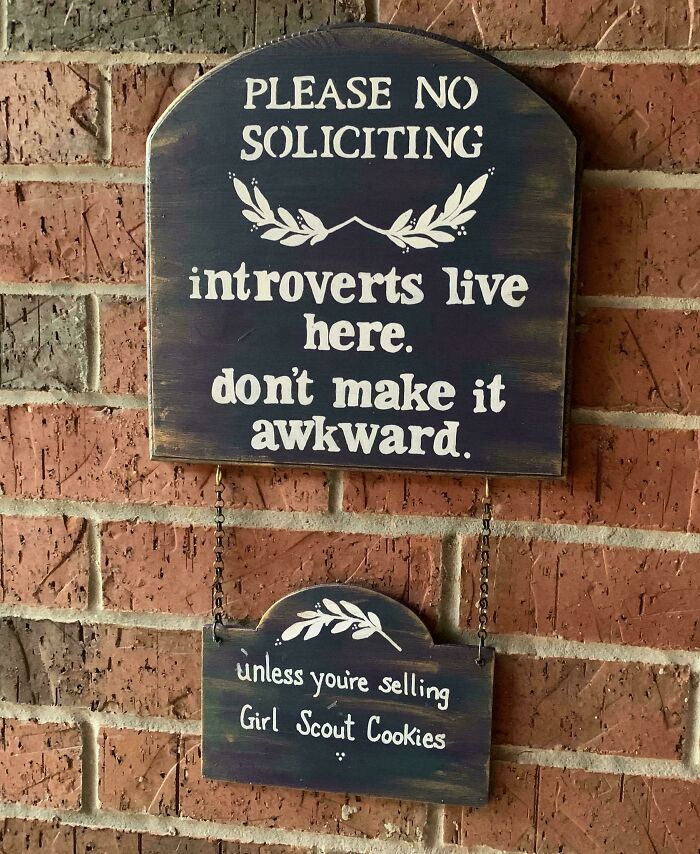 PLEASE NO
SOLICITING
introverts live
here.
don't make it
awkward.
unless you're selling
Girl Scout Cookies